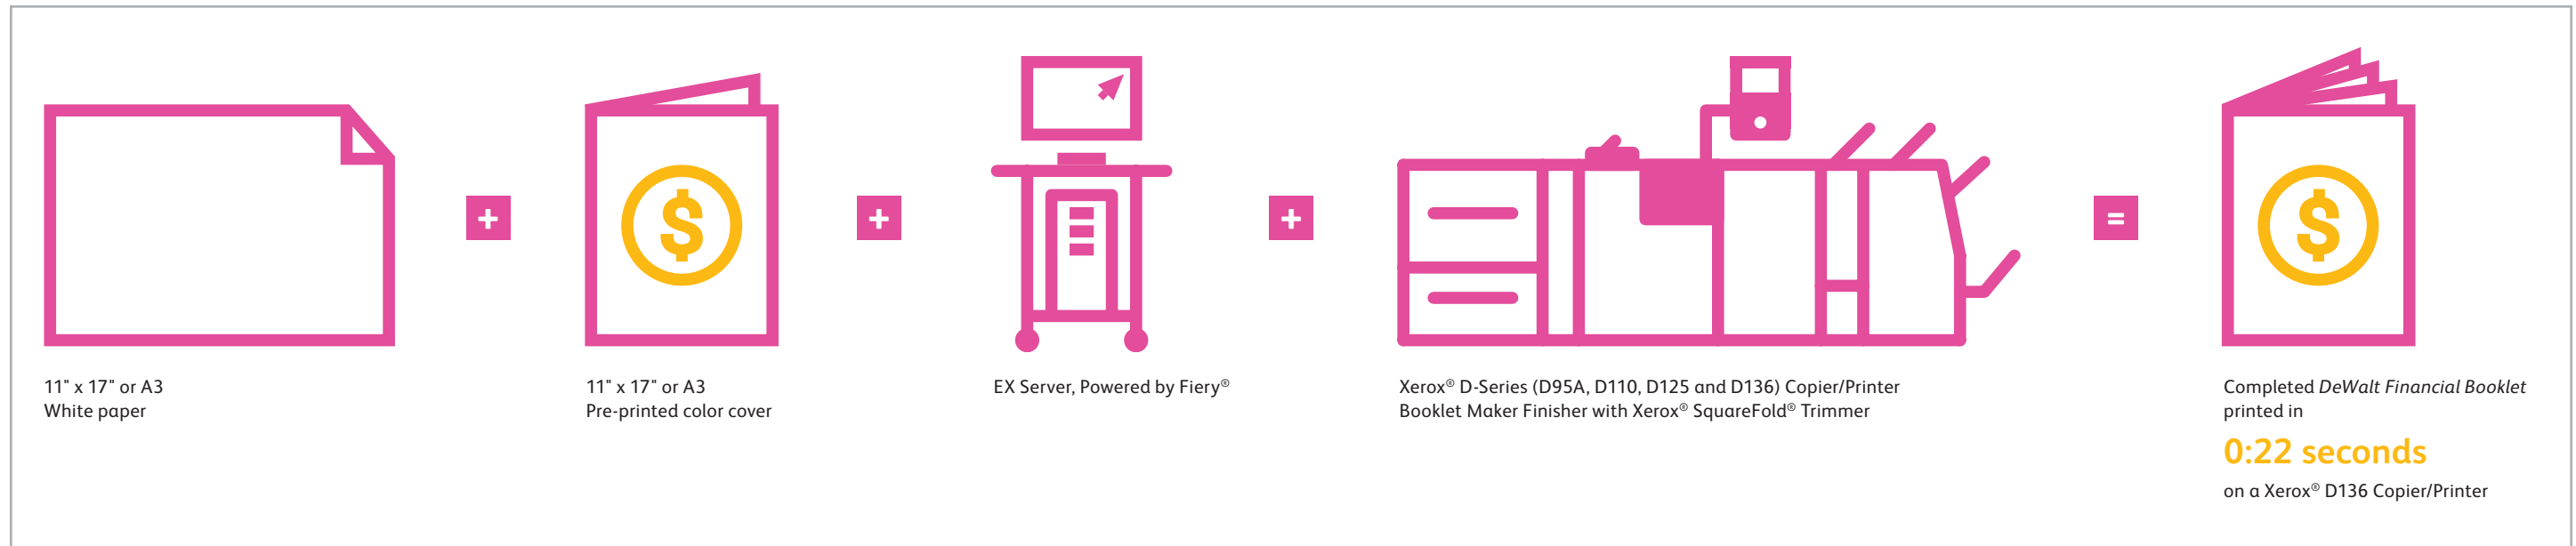 11" x 17" or A3
White paper
+
11" x 17" or A3
Pre-printed color cover
+
EX Server, Powered by Fiery®
+
Xerox® D-Series (D95A, D110, D125 and D136) Copier/Printer
Booklet Maker Finisher with Xerox® SquareFold® Trimmer
=
Completed DeWalt Financial Booklet
printed in
0:22 seconds
on a Xerox® D136 Copier/Printer
$
$